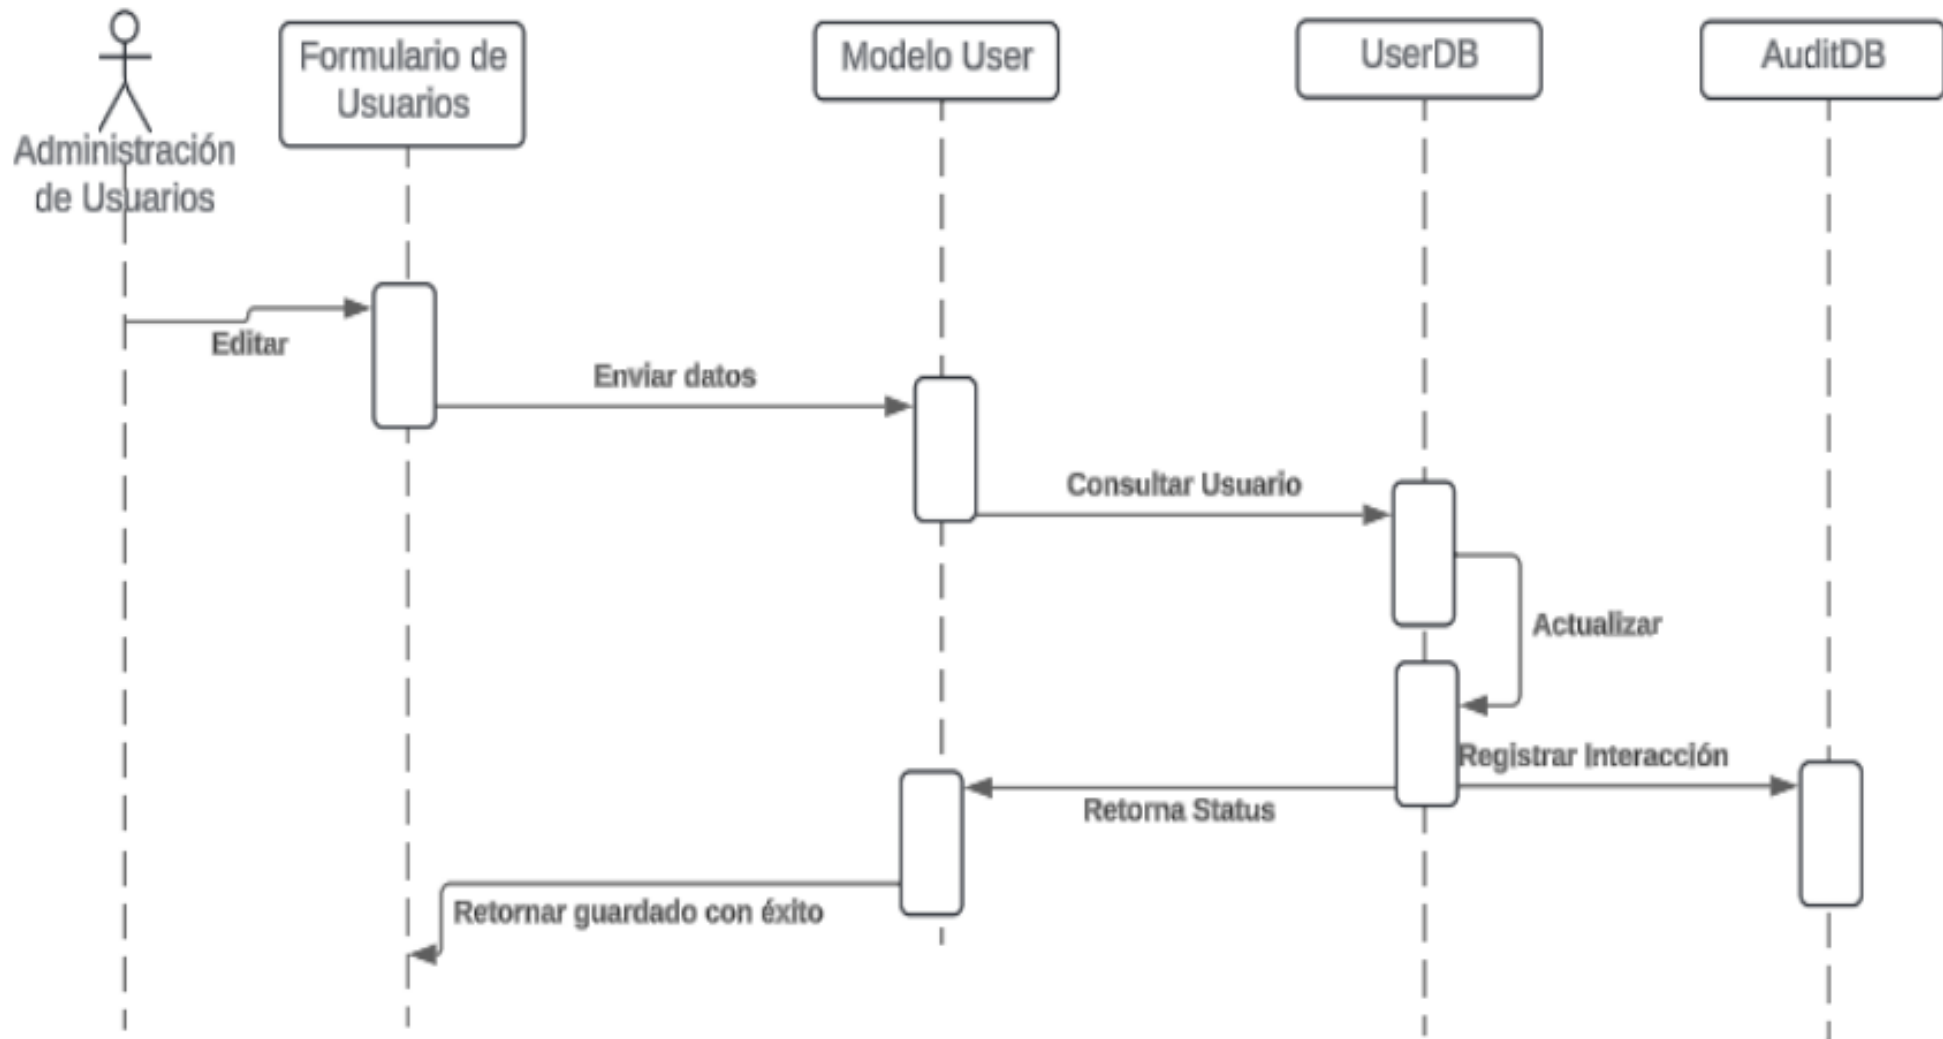 Formulario de
Usuarios
Modelo User
UserDB
AuditDB
Administración
de Usuarios
Editar
Enviar datos
Consultar Usuario
Actualizar
Registrar Interacción
Retorna Status
Retornar guardado con éxito